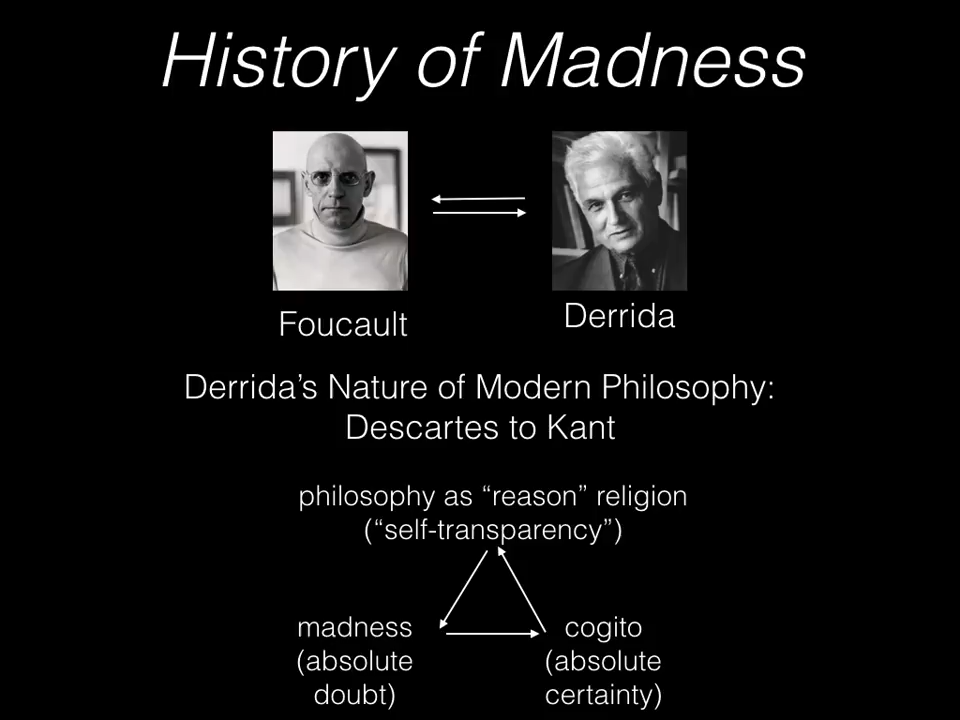 History of Madness
Foucault
Derrida
Derrida’s Nature of Modern Philosophy:
Descartes to Kant
philosophy as “reason” religion
(“self-transparency”)
madness
(absolute
doubt)
cogito
(absolute
certainty)